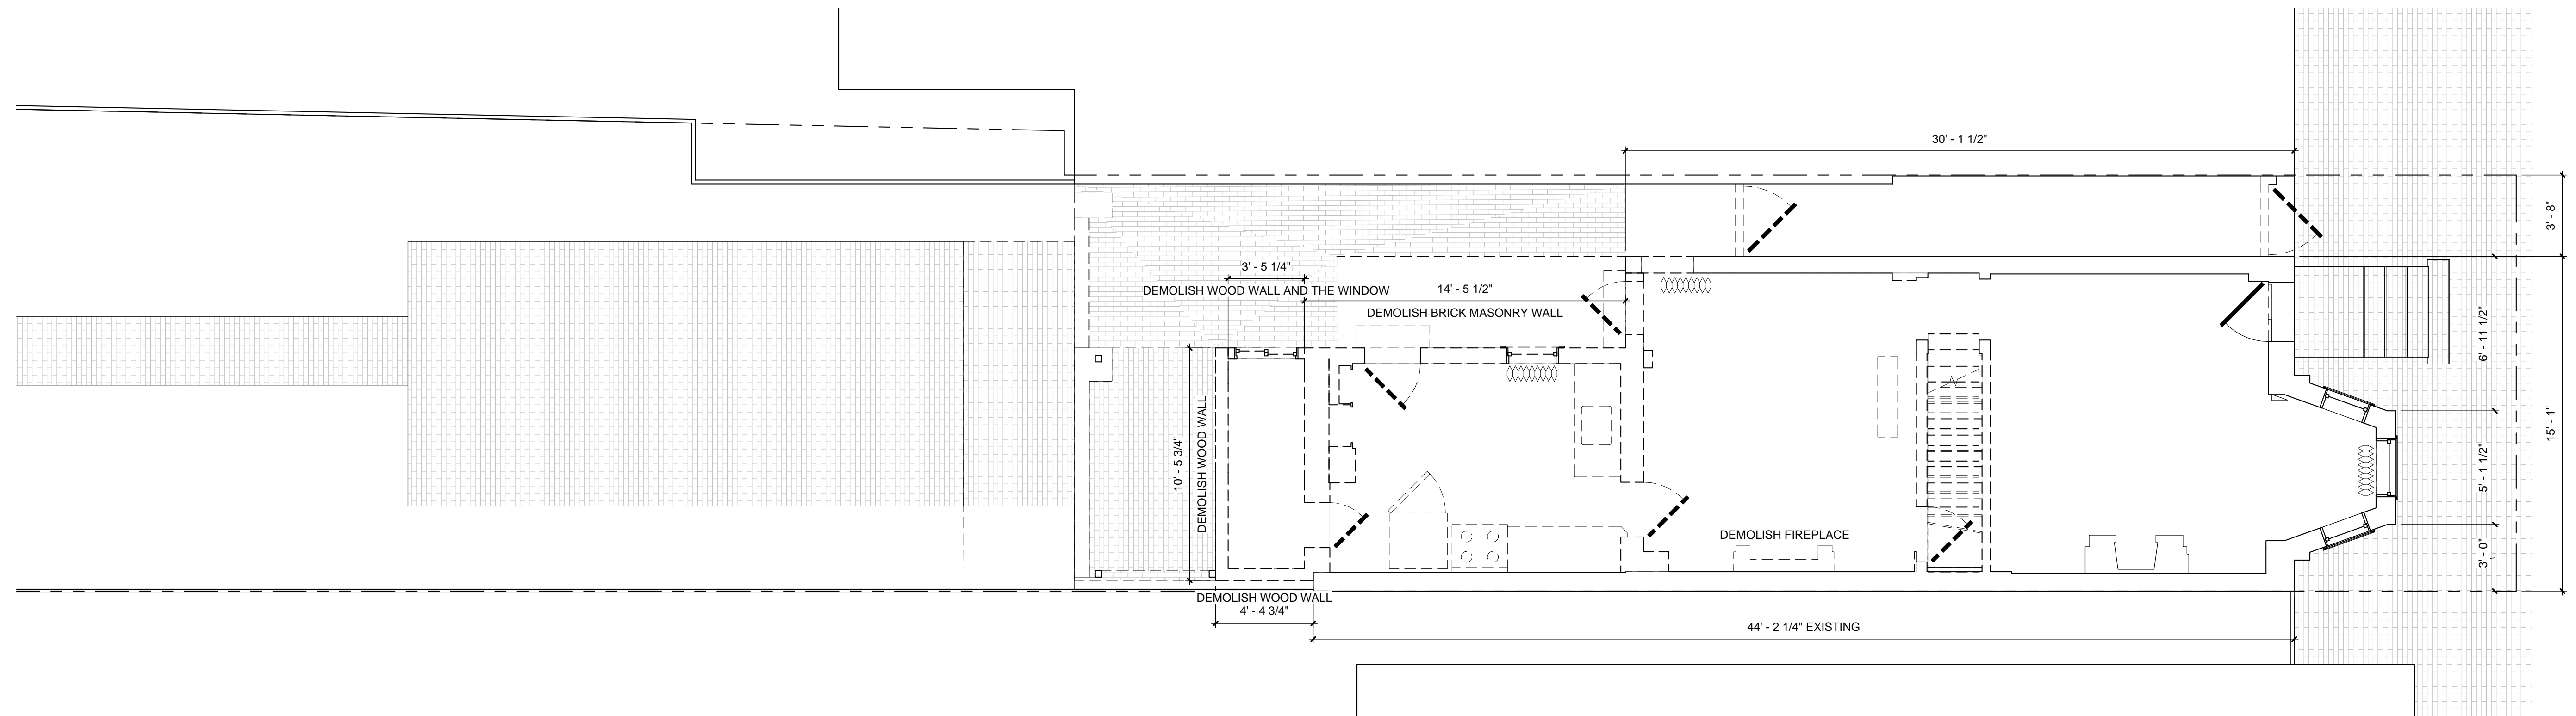 30' - 1 1/2"
3' - 8"
3' - 5 1/4"
DEMOLISH WOOD WALL AND THE WINDOW
14' - 5 1/2"
DEMOLISH BRICK MASONRY WALL
6' - 11 1/2"
15' - 1"
10' - 5 3/4"
DEMOLISH WOOD WALL
5' - 1 1/2"
DEMOLISH FIREPLACE
3' - 0"
DEMOLISH WOOD WALL
4' - 4 3/4"
44' - 2 1/4" EXISTING